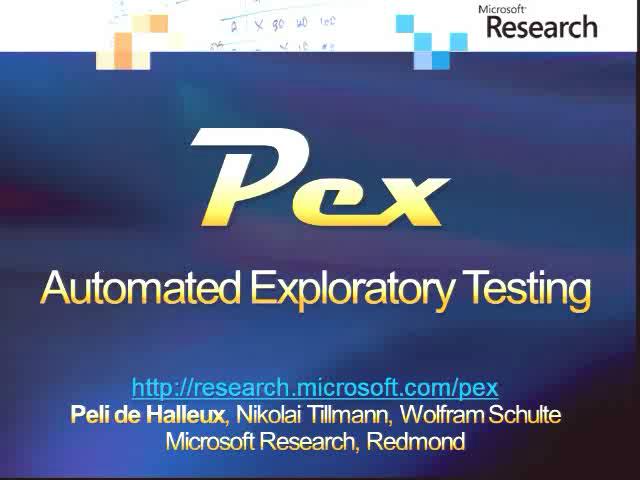 Microsoft
Research
Pex
Automated Exploratory Testing
http://research.microsoft.com/pex
Peli de Halleux, Nikolai Tillmann, Wolfram Schulte
Microsoft Research, Redmond